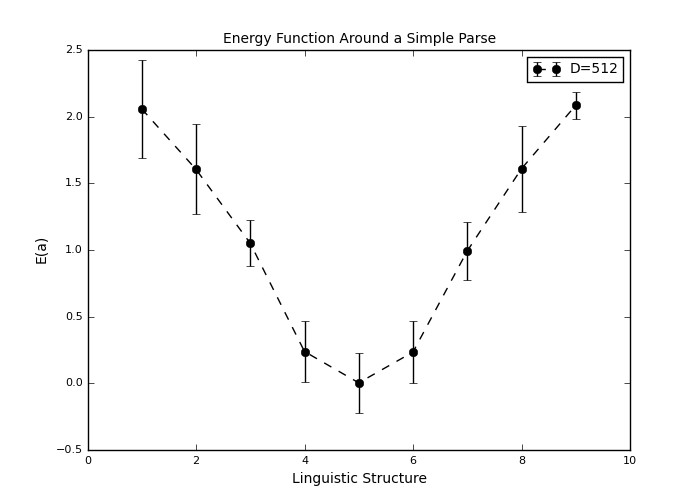 Energy Function Around a Simple Parse
2.5
D=512
2.0
1.5
E(a)
1.0
0.5
0.0
−0.5
0 2 4 6 8 10
Linguistic Structure